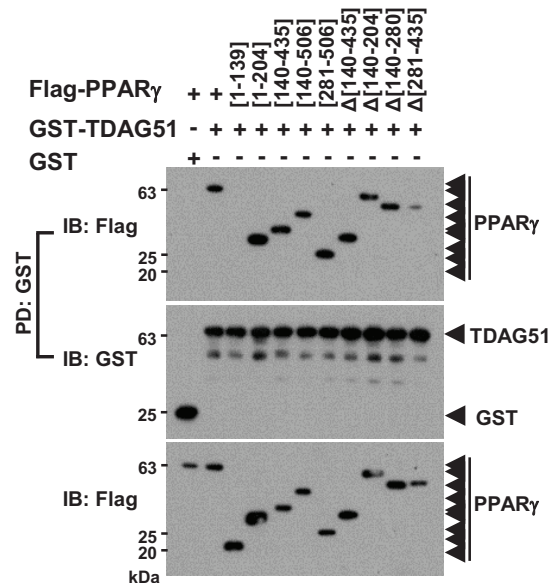 Flag-PPARγ + + [1-139] [1-204] [140-435] [140-506] [281-506] Δ[140-435] Δ[140-204] Δ[140-280] Δ[281-435]
GST-TDAG51 - + + + + + + + + + +
GST + - - - - - - - - - -
63
IB: Flag
PPARγ
25
20
PD: GST
63
TDAG51
IB: GST
25
GST
63
IB: Flag
PPARγ
25
20
kDa